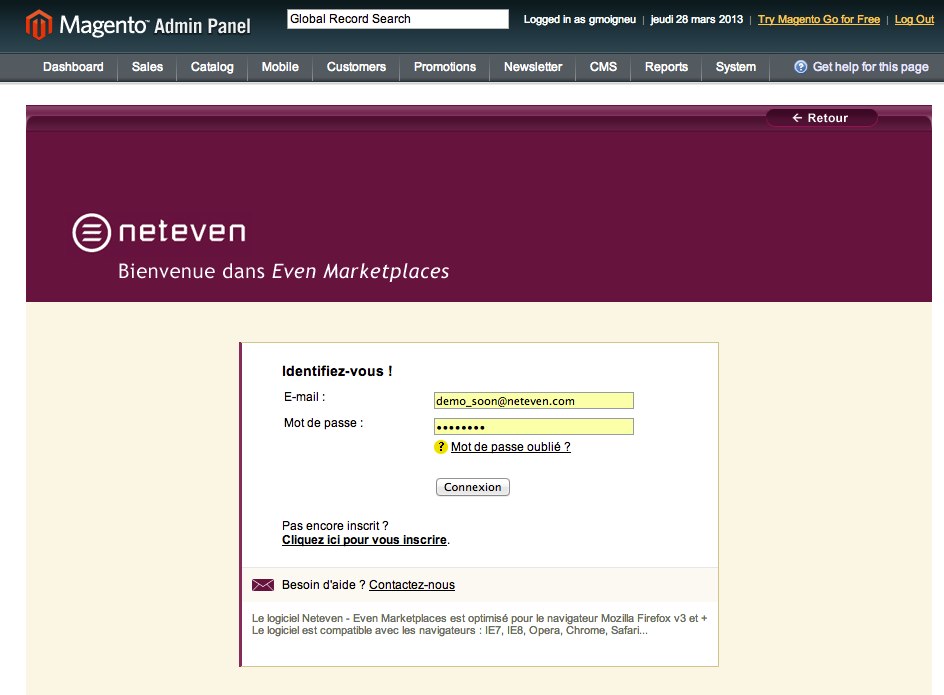 Magento™ Admin Panel
Global Record Search
Logged in as gmoigneu | jeudi 28 mars 2013 | Try Magento Go for Free | Log Out
Dashboard Sales Catalog Mobile Customers Promotions Newsletter CMS Reports System ? Get help for this page
← Retour
neteven
Bienvenue dans Even Marketplaces
Identifiez-vous !
E-mail : demo_soon@neteven.com
Mot de passe : ••••••••
? Mot de passe oublié ?
Connexion
Pas encore inscrit ?
Cliquez ici pour vous inscrire.
Besoin d'aide ? Contactez-nous
Le logiciel Neteven - Even Marketplaces est optimisé pour le navigateur Mozilla Firefox v3 et +
Le logiciel est compatible avec les navigateurs : IE7, IE8, Opera, Chrome, Safari...